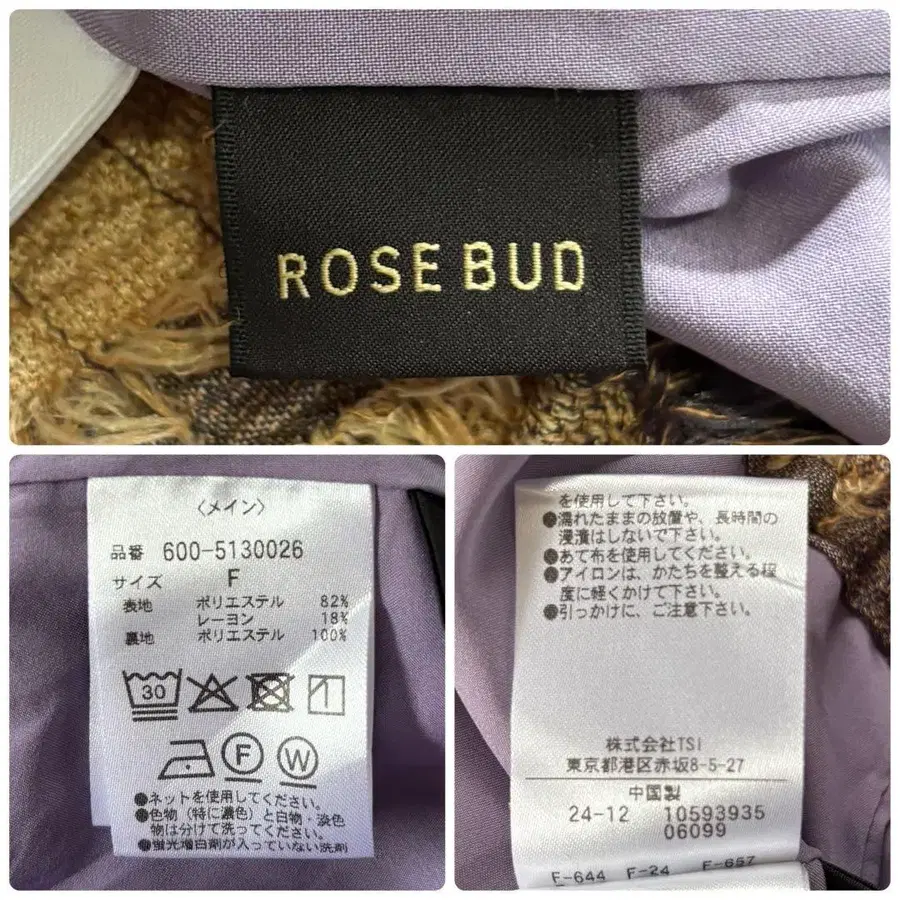 ROSE BUD
〈メイン〉
品番 600-5130026
サイズ F
表地 ポリエステル 82%
レーヨン 18%
裏地 ポリエステル 100%
30
F W
●ネットを使用してください。
●色物（特に濃色）と白物・淡色
物は分けて洗ってください。
●蛍光増白剤が入っていない洗剤
を使用して下さい。
●濡れたままの放置や、長時間の
浸漬はしないで下さい。
●あて布を使用してください。
●アイロンは、かたちを整える程
度に軽くかけて下さい。
●引っかけに、ご注意下さい。
株式会社TSI
東京都港区赤坂8-5-27
中国製
24-12 10593935
06099
F-644 F-24 F-657